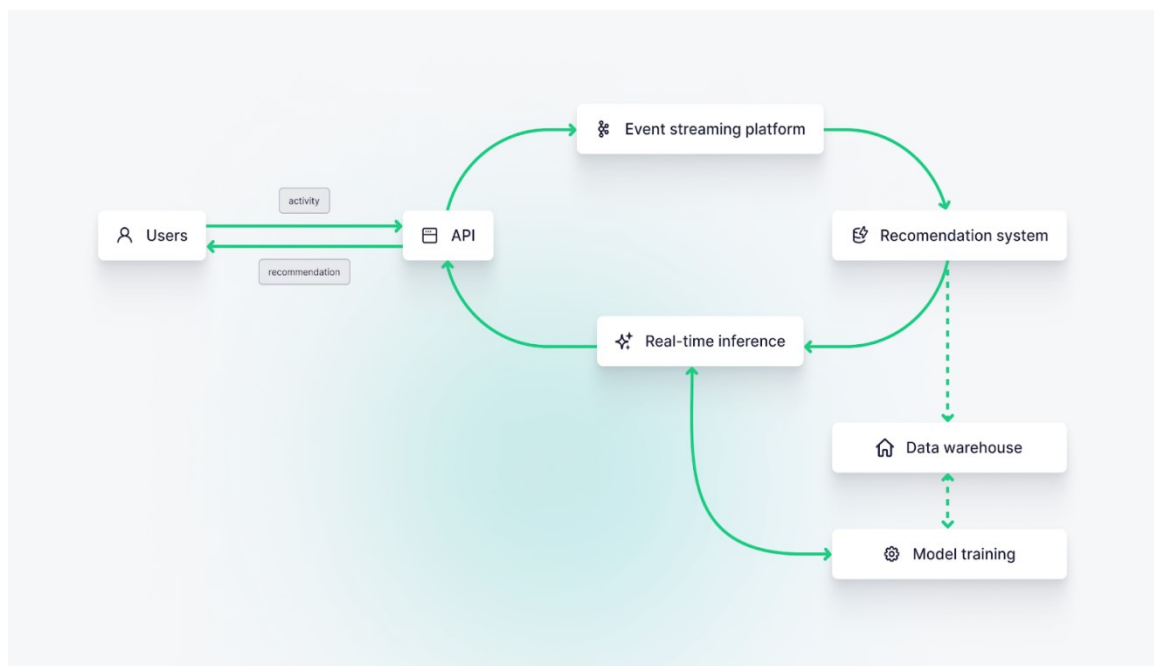 Event streaming platform
activity
Users
API
Recomendation system
recommendation
Real-time inference
Data warehouse
Model training